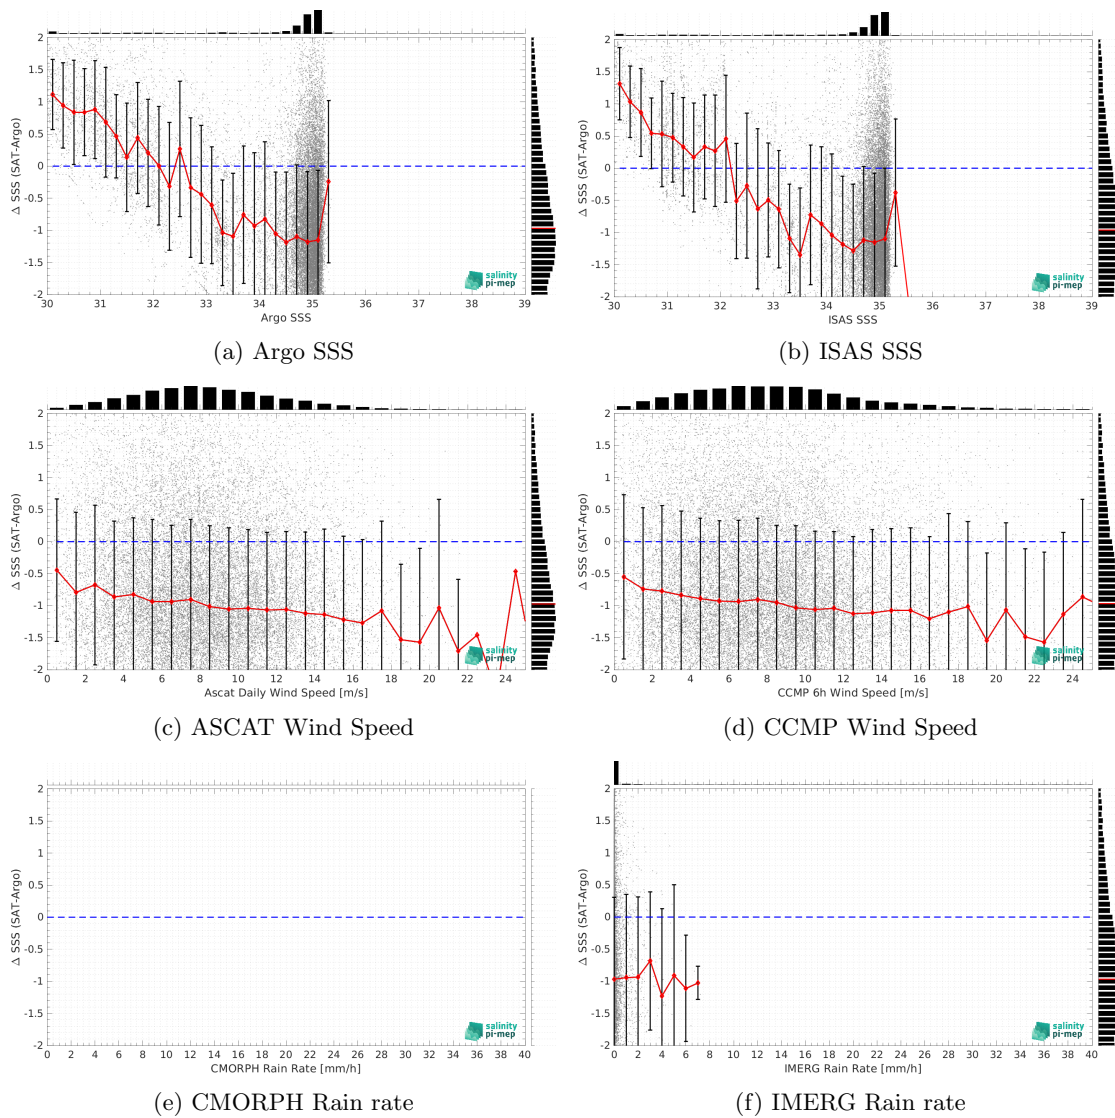 2
1.5
1
0.5
0
-0.5
-1
-1.5
-2
Δ SSS (SAT-Argo)
30 31 32 33 34 35 36 37 38 39
Argo SSS
salinity
pi-mep
(a) Argo SSS
2
1.5
1
0.5
0
-0.5
-1
-1.5
-2
Δ SSS (SAT-Argo)
30 31 32 33 34 35 36 37 38 39
ISAS SSS
salinity
pi-mep
(b) ISAS SSS
2
1.5
1
0.5
0
-0.5
-1
-1.5
-2
Δ SSS (SAT-Argo)
0 2 4 6 8 10 12 14 16 18 20 22 24
Ascat Daily Wind Speed [m/s]
salinity
pi-mep
(c) ASCAT Wind Speed
2
1.5
1
0.5
0
-0.5
-1
-1.5
-2
Δ SSS (SAT-Argo)
0 2 4 6 8 10 12 14 16 18 20 22 24
CCMP 6h Wind Speed [m/s]
salinity
pi-mep
(d) CCMP Wind Speed
2
1.5
1
0.5
0
-0.5
-1
-1.5
-2
Δ SSS (SAT-Argo)
0 2 4 6 8 10 12 14 16 18 20 22 24 26 28 30 32 34 36 38 40
CMORPH Rain Rate [mm/h]
salinity
pi-mep
(e) CMORPH Rain rate
2
1.5
1
0.5
0
-0.5
-1
-1.5
-2
Δ SSS (SAT-Argo)
0 2 4 6 8 10 12 14 16 18 20 22 24 26 28 30 32 34 36 38 40
IMERG Rain Rate [mm/h]
salinity
pi-mep
(f) IMERG Rain rate